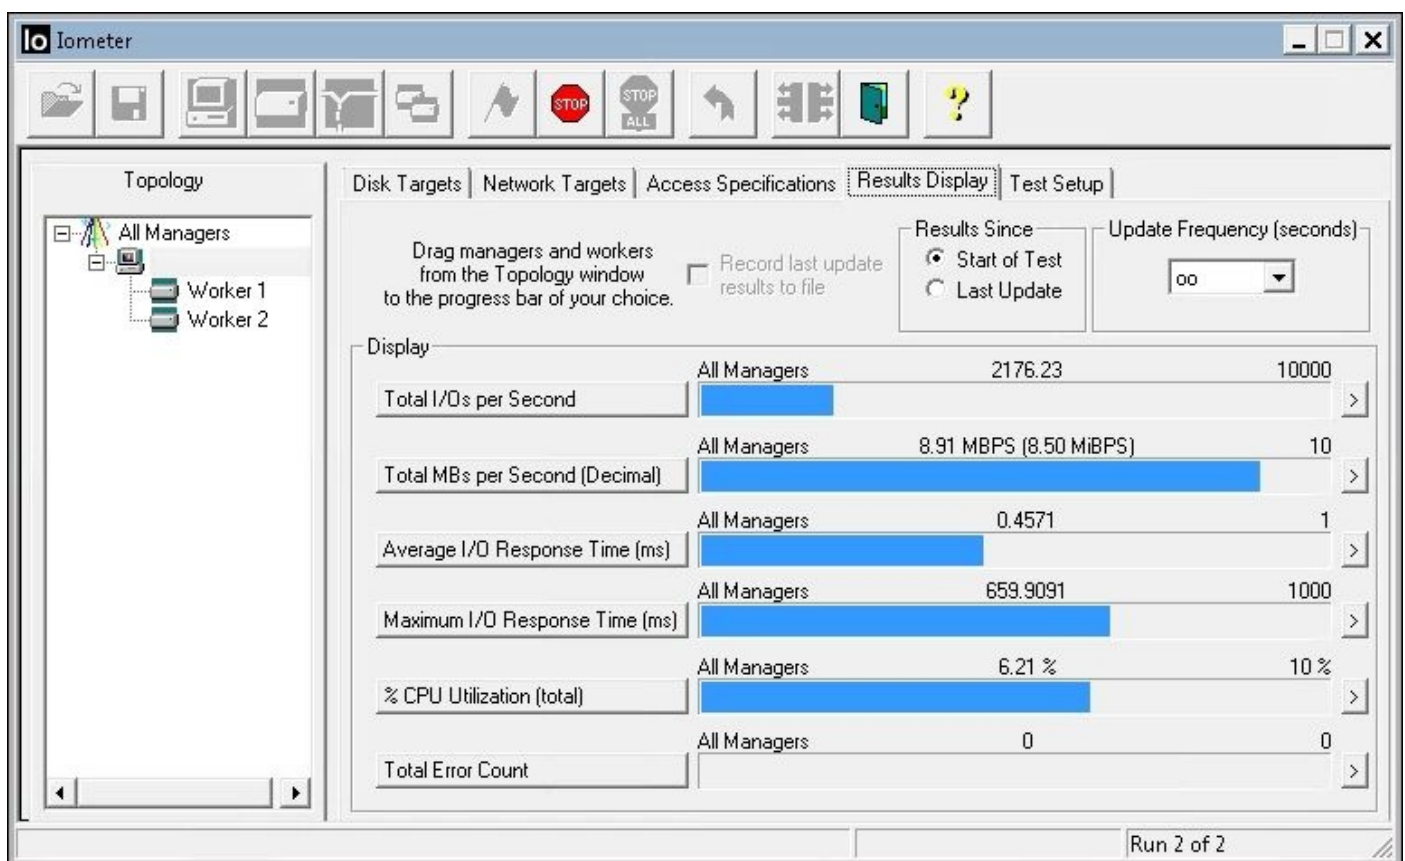 Io Iometer
STOP STOP ALL ?
Topology
All Managers
Worker 1
Worker 2
Disk Targets Network Targets Access Specifications Results Display Test Setup
Drag managers and workers
from the Topology window
to the progress bar of your choice.
Record last update
results to file
Results Since
Start of Test
Last Update
Update Frequency (seconds)
oo
Display
All Managers 2176.23 10000
Total I/Os per Second >
All Managers 8.91 MBPS (8.50 MiBPS) 10
Total MBs per Second (Decimal) >
All Managers 0.4571 1
Average I/O Response Time (ms) >
All Managers 659.9091 1000
Maximum I/O Response Time (ms) >
All Managers 6.21 % 10 %
% CPU Utilization (total) >
All Managers 0 0
Total Error Count >
Run 2 of 2